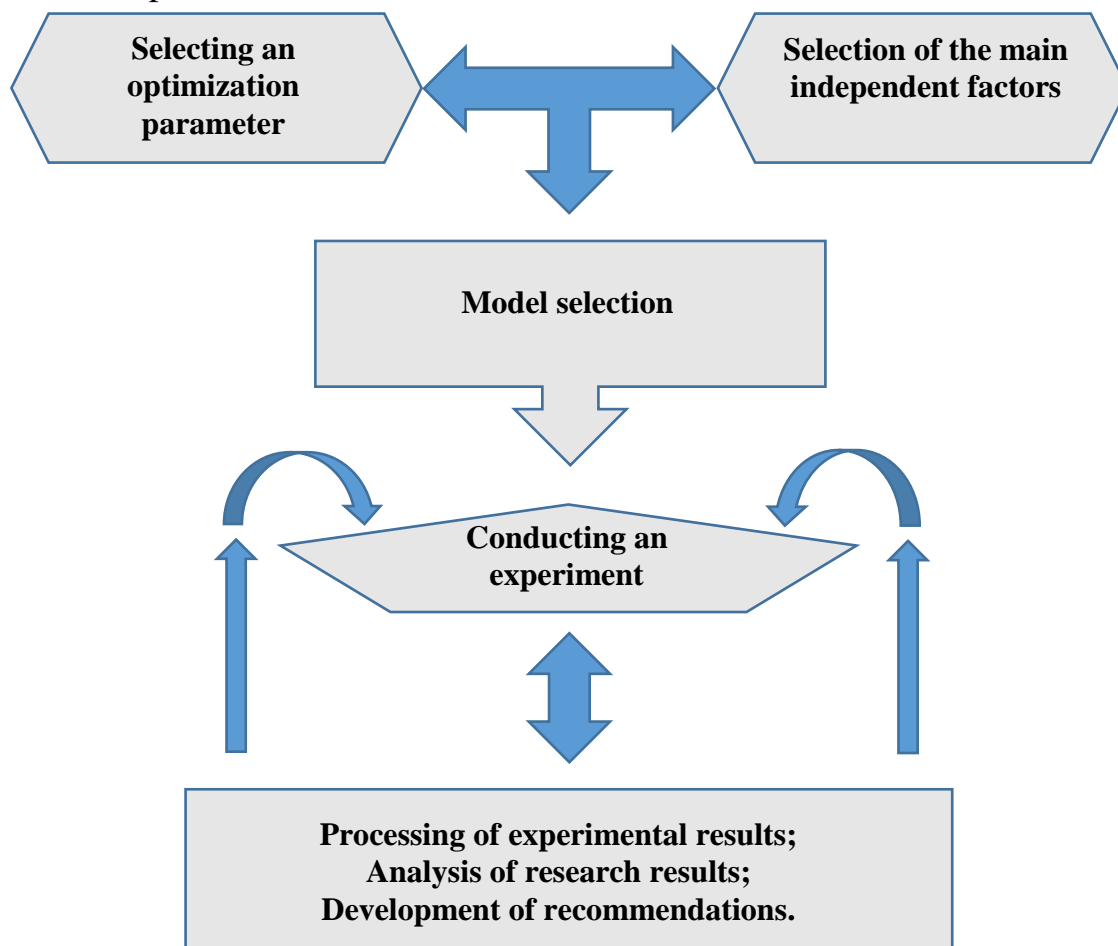 Selecting an
optimization
parameter
Selection of the main
independent factors
Model selection
Conducting an
experiment
Processing of experimental results;
Analysis of research results;
Development of recommendations.